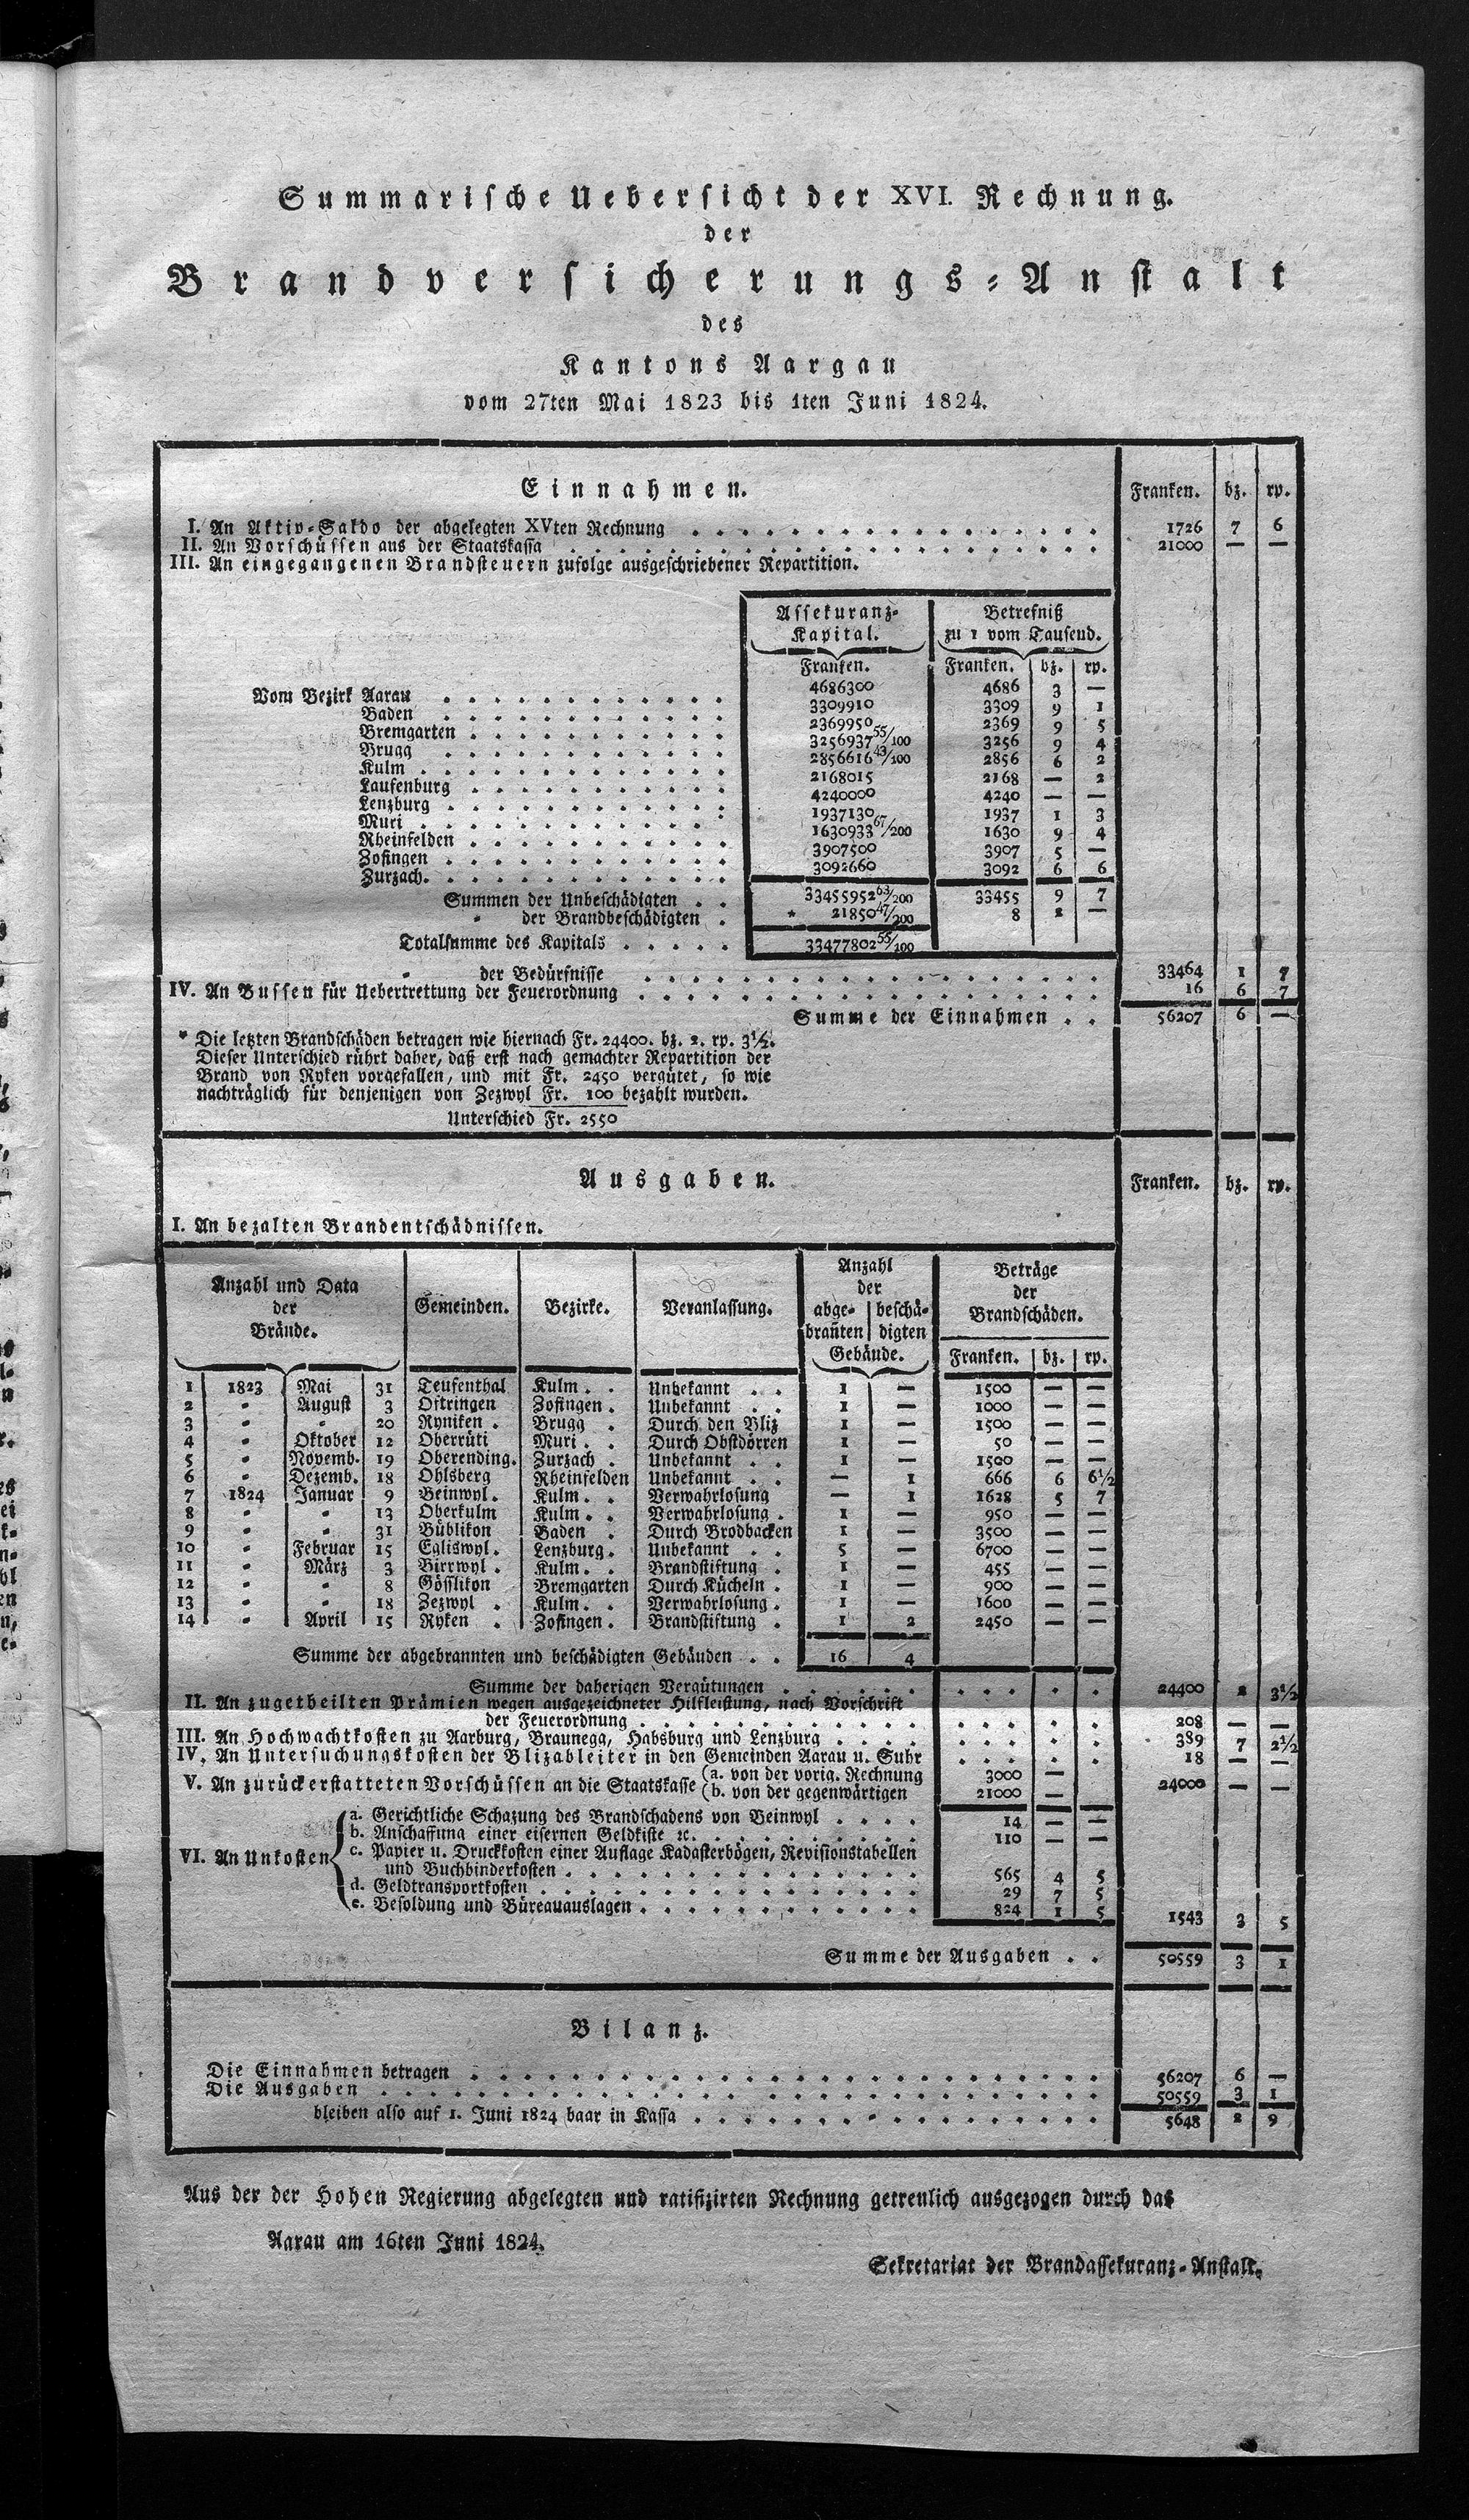 Summarische Uebersicht der XVI. Rechnung.
der
Brandversicherungs-Anstalt
des
Kantons Aargau
vom 27ten Mai 1823 bis 1ten Juni 1824.
Einnahmen. Franken. bz. rp.
I. An Aktiv-Saldo der abgelegten XVten Rechnung 1726 7 6
II. An Vorschüssen aus der Staatskassa 21000 — —
III. An eingegangenen Brandsteuern zufolge ausgeschriebener Repartition.
Assekuranz-Kapital. Betrefniß zu 1 vom Tausend.
Franken. Franken. bz. rp.
Vom Bezirk Aarau 4686300 4686 3 —
Baden 3309910 3309 9 1
Bremgarten 2369950 2369 9 5
Brugg 3256937 55/100 3256 9 4
Kulm 2856616 43/100 2856 6 2
Laufenburg 2168015 2168 — 2
Lenzburg 4240000 4240 — —
Muri 1937130 1937 1 3
Rheinfelden 1630933 67/200 1630 9 4
Zofingen 3907500 3907 5 —
Zurzach. 3092660 3092 6 6
Summen der Unbeschädigten 33455952 63/200 33455 9 7
" der Brandbeschädigten * 21850 47/200 8 2 —
Totalsumme des Kapitals 33477802 55/100
" der Bedürfnisse 33464 1 7
IV. An Bussen für Uebertrettung der Feuerordnung 16 6 7
Summe der Einnahmen 56207 6 —
* Die letzten Brandschäden betragen wie hiernach Fr. 24400. bz. 2. rp. 3½.
Dieser Unterschied rührt daher, daß erst nach gemachter Repartition der
Brand von Ryken vorgefallen, und mit Fr. 2450 vergütet, so wie
nachträglich für denjenigen von Zezwyl Fr. 100 bezahlt wurden.
Unterschied Fr. 2550
Ausgaben. Franken. bz. rp.
I. An bezalten Brandentschädnissen.
Anzahl und Data der Brände. Gemeinden. Bezirke. Veranlassung. Anzahl der abgebrañten beschädigten Gebäude. Beträge der Brandschäden.
Franken. bz. rp.
1 1823 Mai 31 Teufenthal Kulm Unbekannt 1 — 1500 — —
2 " August 3 Oftringen Zofingen Unbekannt 1 — 1000 — —
3 " " 20 Ryniken Brugg Durch den Bliz 1 — 1500 — —
4 " Oktober 12 Oberrüti Muri Durch Obstdörren 1 — 50 — —
5 " Novemb. 19 Oberending. Zurzach Unbekannt 1 — 1500 — —
6 " Dezemb. 18 Ohlsberg Rheinfelden Unbekannt — 1 666 6 6½
7 1824 Januar 9 Beinwyl Kulm Verwahrlosung — 1 1628 5 7
8 " " 13 Oberkulm Kulm Verwahrlosung 1 — 950 — —
9 " " 31 Büblikon Baden Durch Brodbacken 1 — 3500 — —
10 " Februar 15 Egliswyl Lenzburg Unbekannt 5 — 6700 — —
11 " März 3 Birrwyl Kulm Brandstiftung 1 — 455 — —
12 " " 8 Gösslikon Bremgarten Durch Kücheln 1 — 900 — —
13 " " 18 Zezwyl Kulm Verwahrlosung 1 — 1600 — —
14 " April 15 Ryken Zofingen Brandstiftung 1 2 2450 — —
Summe der abgebrannten und beschädigten Gebäuden 16 4
Summe der daherigen Vergütungen 24400 2 3½
II. An zugetheilten Prämien wegen ausgezeichneter Hilfleistung, nach Vorschrift
der Feuerordnung 208 — —
III. An Hochwachtkosten zu Aarburg, Braunegg, Habsburg und Lenzburg 389 7 2½
IV. An Untersuchungskosten der Blizableiter in den Gemeinden Aarau u. Suhr 18 — —
V. An zurückerstatteten Vorschüssen an die Staatskasse (a. von der vorig. Rechnung 3000 —
(b. von der gegenwärtigen 21000 — 24000 — —
VI. An Unkosten
a. Gerichtliche Schazung des Brandschadens von Beinwyl 14 — —
b. Anschaffung einer eisernen Geldkiste ꝛc. 110 — —
c. Papier u. Druckkosten einer Auflage Kadasterbögen, Revisionstabellen
und Buchbinderkosten 565 4 5
d. Geldtransportkosten 29 7 5
e. Besoldung und Büreauauslagen 824 1 5 1543 3 5
Summe der Ausgaben 50559 3 1
Bilanz.
Die Einnahmen betragen 56207 6 —
Die Ausgaben 50559 3 1
bleiben also auf 1. Juni 1824 baar in Kassa 5648 2 9
Aus der der Hohen Regierung abgelegten und ratifizirten Rechnung getreulich ausgezogen durch das
Aarau am 16ten Juni 1824.
Sekretariat der Brandassekuranz-Anstalt.